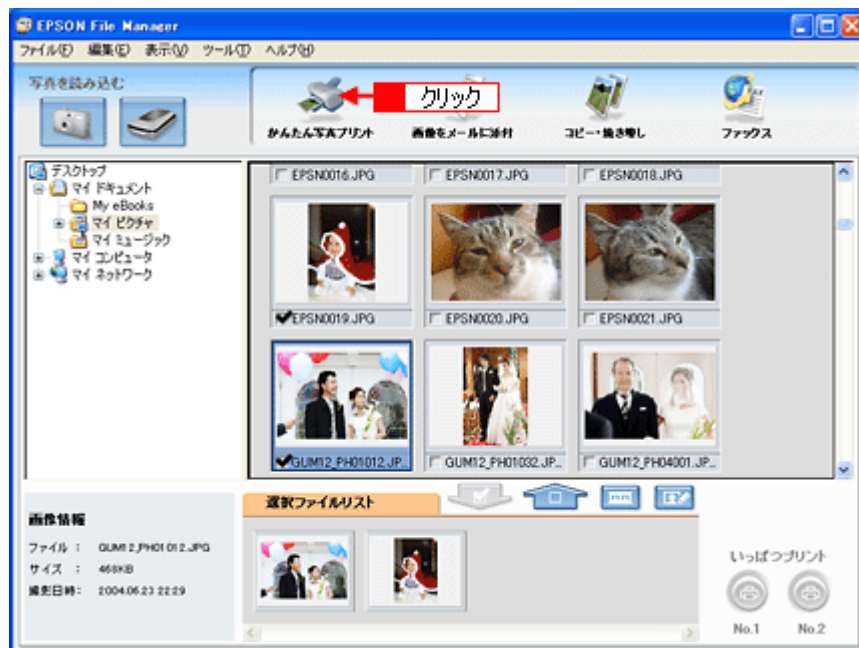 EPSON File Manager
ファイル(F) 編集(E) 表示(V) ツール(T) ヘルプ(H)
写真を読み込む
クリック
かんたん写真プリント
画像をメールに添付
コピー・焼き増し
ファックス
デスクトップ
マイ ドキュメント
My eBooks
マイ ピクチャ
マイ ミュージック
マイ コンピュータ
マイ ネットワーク
EPSN0016.JPG
EPSN0017.JPG
EPSN0018.JPG
EPSN0019.JPG
EPSN0020.JPG
EPSN0021.JPG
GUM12_PH01012.JP...
GUM12_PH01032.JP...
GUM12_PH04001.JP...
選択ファイルリスト
画像情報
ファイル : GUM12_PH01012.JPG
サイズ : 468KB
撮影日時: 2004.06.23 22:29
いっぱつプリント
No.1 No.2